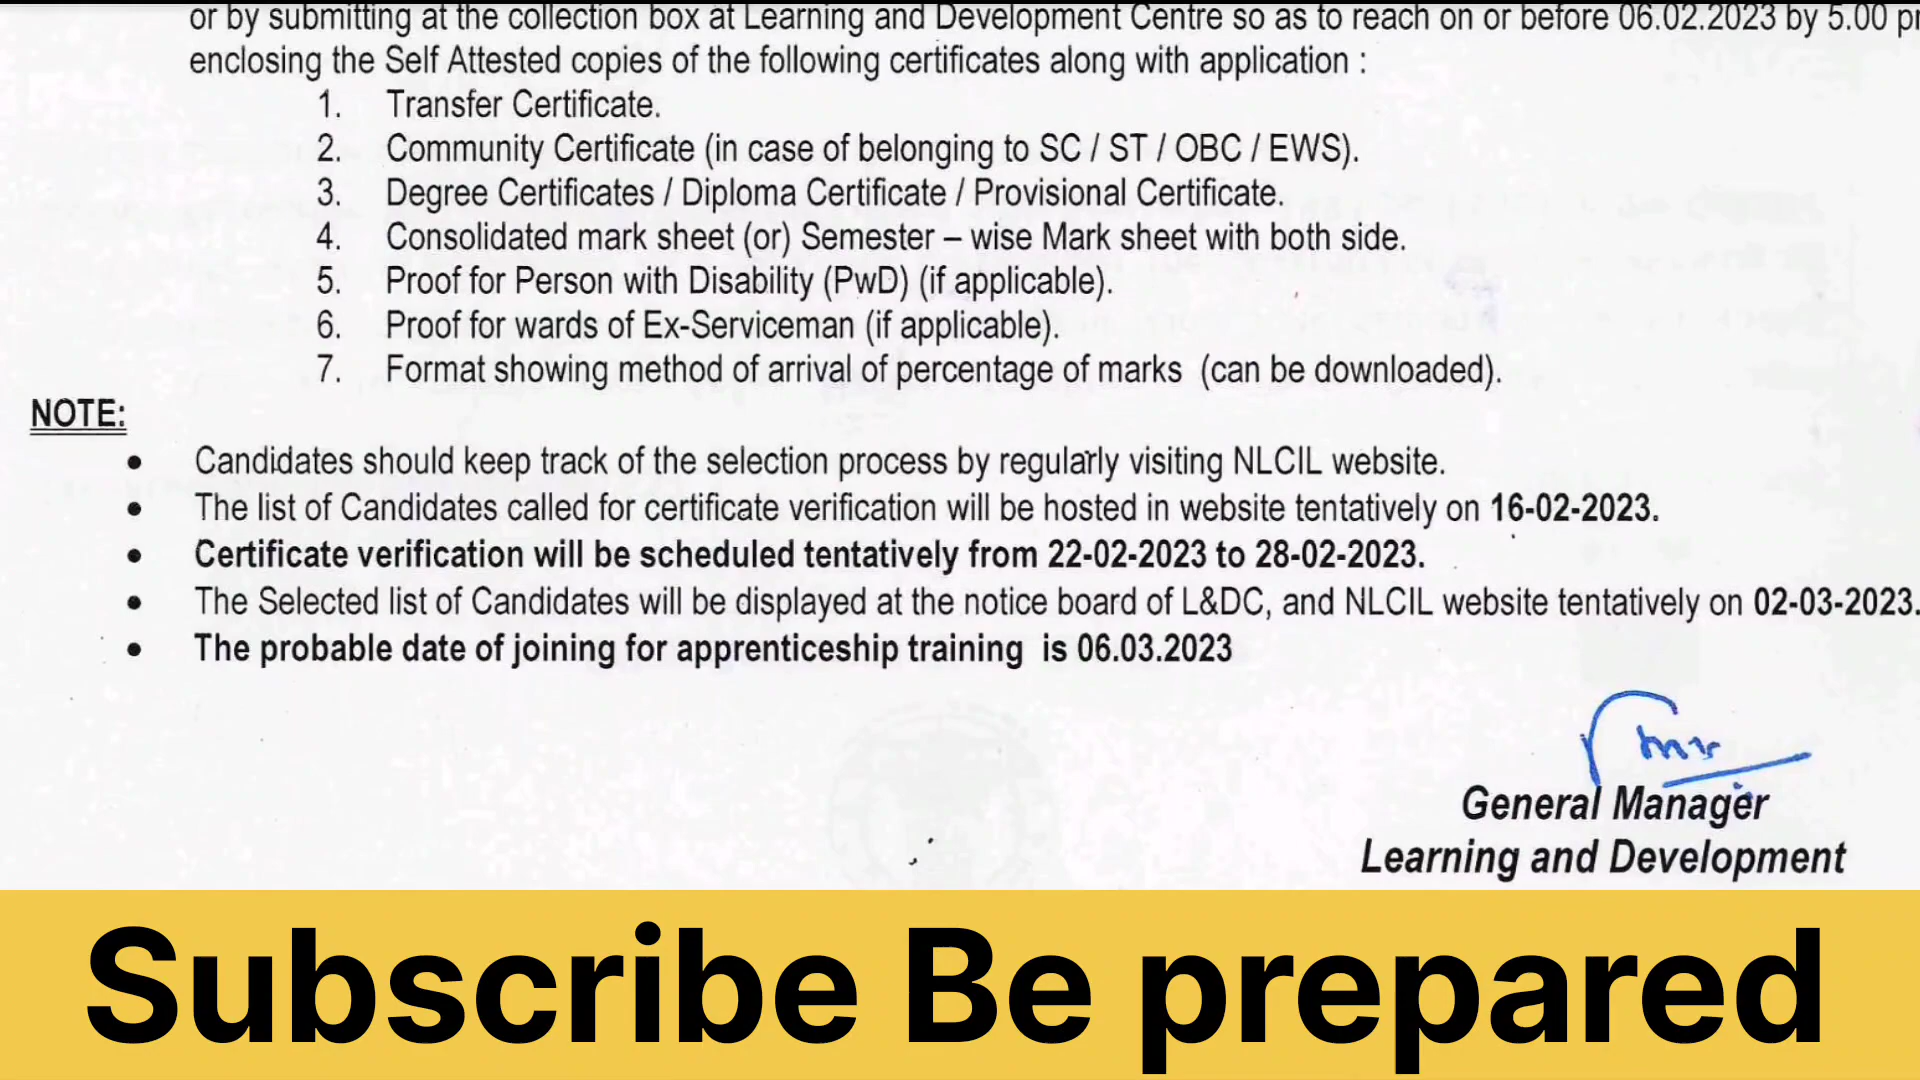 or by submitting at the collection box at Learning and Development Centre so as to reach on or before 06.02.2023 by 5.00
enclosing the Self Attested copies of the following certificates along with application :
1. Transfer Certificate.
2. Community Certificate (in case of belonging to SC / ST / OBC / EWS).
3. Degree Certificates / Diploma Certificate / Provisional Certificate.
4. Consolidated mark sheet (or) Semester – wise Mark sheet with both side.
5. Proof for Person with Disability (PwD) (if applicable).
6. Proof for wards of Ex-Serviceman (if applicable).
7. Format showing method of arrival of percentage of marks (can be downloaded).
NOTE:
• Candidates should keep track of the selection process by regularly visiting NLCIL website.
• The list of Candidates called for certificate verification will be hosted in website tentatively on 16-02-2023.
• Certificate verification will be scheduled tentatively from 22-02-2023 to 28-02-2023.
• The Selected list of Candidates will be displayed at the notice board of L&DC, and NLCIL website tentatively on 02-03-2023.
• The probable date of joining for apprenticeship training is 06.03.2023
General Manager
Learning and Development
Subscribe Be prepared